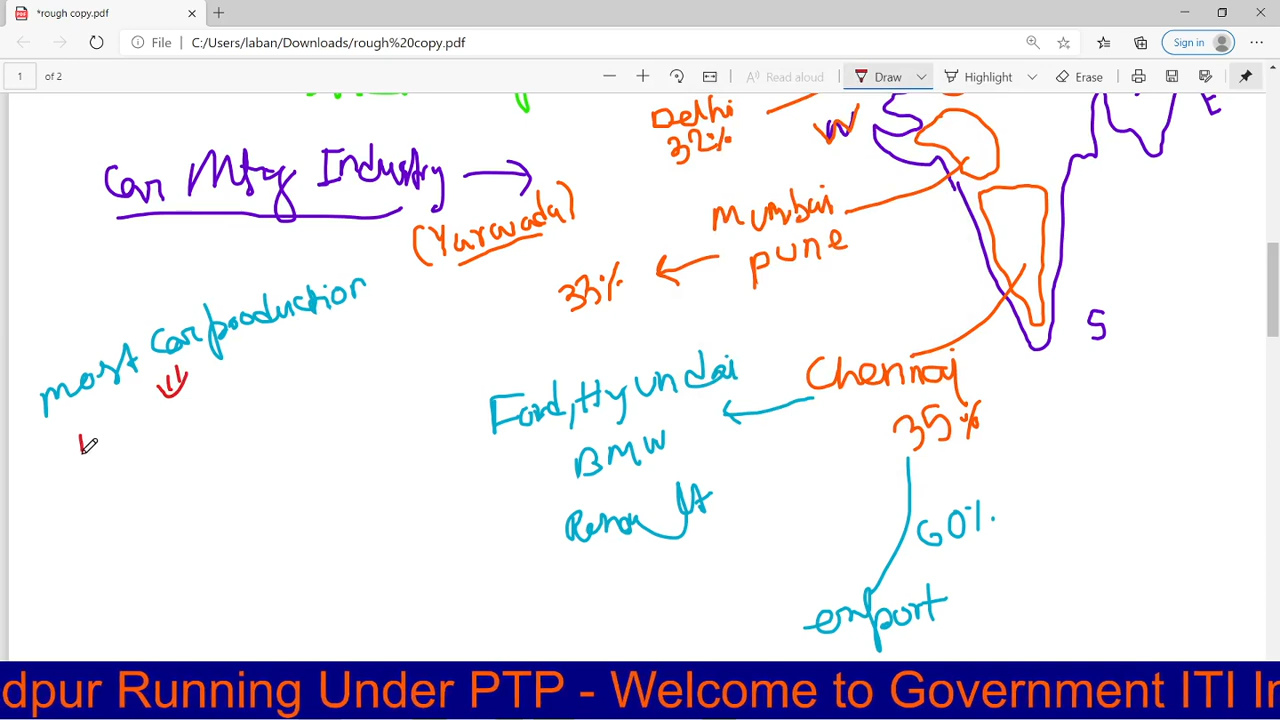 *rough copy.pdf
File C:/Users/laban/Downloads/rough%20copy.pdf
Sign in
1 of 2
Read aloud Draw Highlight Erase
Delhi
32%
W
E
Car Mfg Industry
(Yarawada)
Mumbai
pune
33%
S
most car production
Chennai
35%
Ford, Hyundai
BMW
Renault
60%
export
dpur Running Under PTP - Welcome to Government ITI In